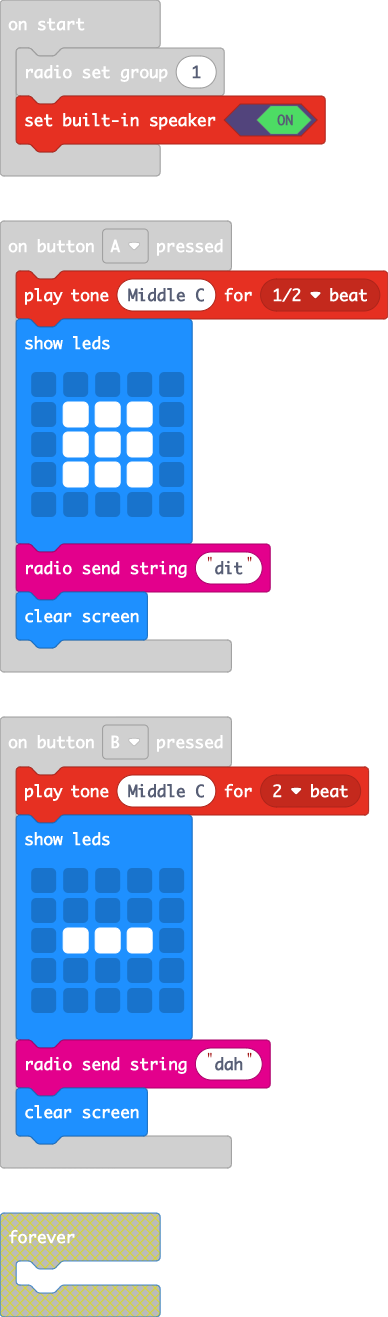 on start
radio set group 1
set built-in speaker ON
on button A pressed
play tone Middle C for 1/2 beat
show leds
radio send string "dit"
clear screen
on button B pressed
play tone Middle C for 2 beat
show leds
radio send string "dah"
clear screen
forever